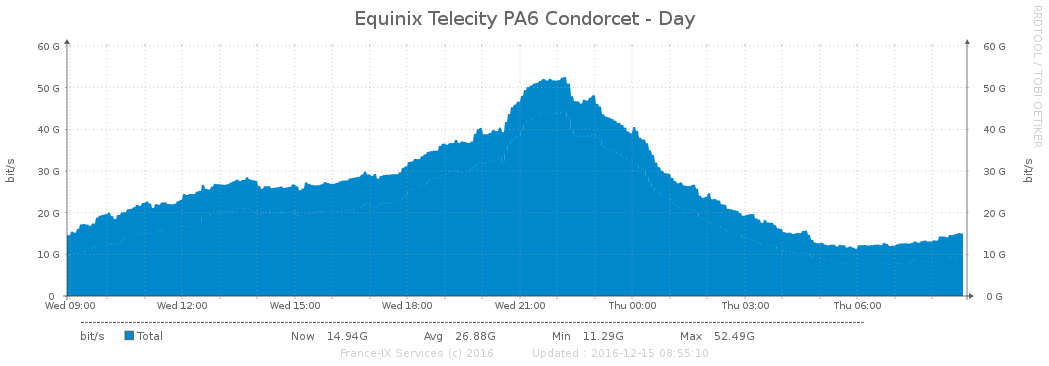 Equinix Telecity PA6 Condorcet - Day
RRDTOOL / TOBI OETIKER
60 G 60 G
50 G 50 G
40 G 40 G
30 G 30 G
20 G 20 G
10 G 10 G
0 0 G
bit/s bit/s
Wed 09:00 Wed 12:00 Wed 15:00 Wed 18:00 Wed 21:00 Thu 00:00 Thu 03:00 Thu 06:00
bit/s Total Now 14.94G Avg 26.88G Min 11.29G Max 52.49G
France-IX Services (c) 2016 Updated : 2016-12-15 08:55:10